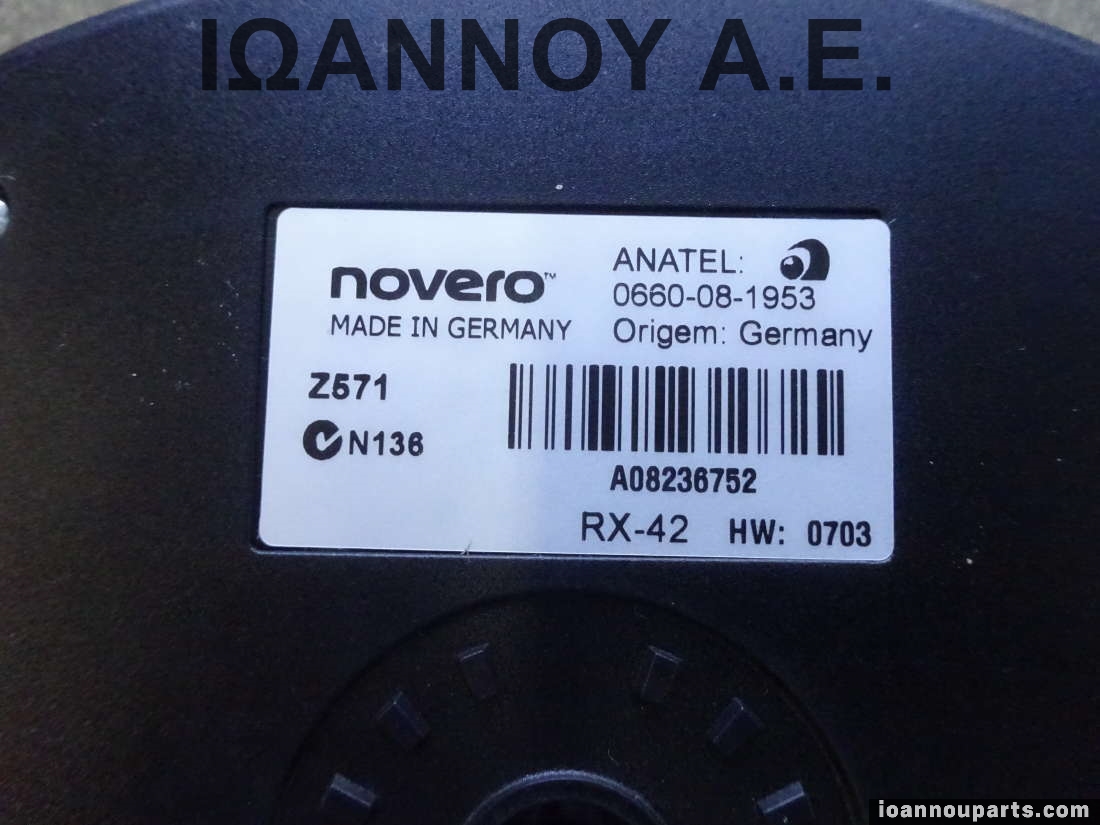 ΙΩΑΝΝΟΥ Α.Ε.
novero™
MADE IN GERMANY
ANATEL:
0660-08-1953
Origem: Germany
Z571
N136
A08236752
RX-42 HW: 0703
ioannouparts.com